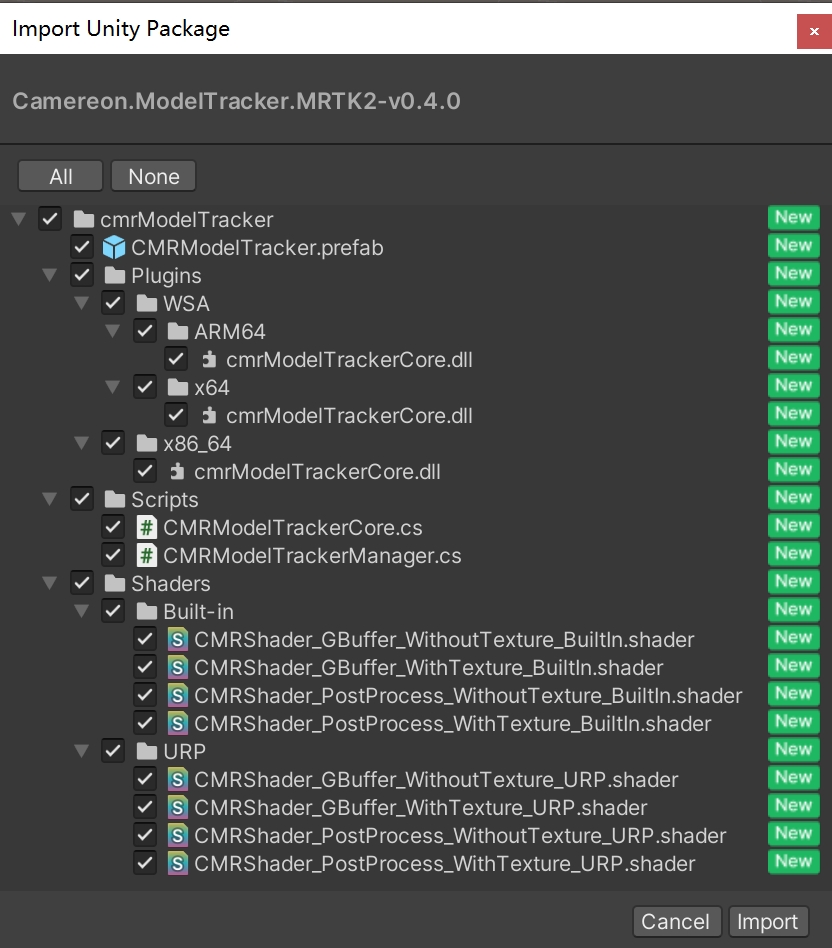 Import Unity Package
x
Camereon.ModelTracker.MRTK2-v0.4.0
All None
cmrModelTracker New
CMRModelTracker.prefab New
Plugins New
WSA New
ARM64 New
cmrModelTrackerCore.dll New
x64 New
cmrModelTrackerCore.dll New
x86_64 New
cmrModelTrackerCore.dll New
Scripts New
# CMRModelTrackerCore.cs New
# CMRModelTrackerManager.cs New
Shaders New
Built-in New
S CMRShader_GBuffer_WithoutTexture_BuiltIn.shader New
S CMRShader_GBuffer_WithTexture_BuiltIn.shader New
S CMRShader_PostProcess_WithoutTexture_BuiltIn.shader New
S CMRShader_PostProcess_WithTexture_BuiltIn.shader New
URP New
S CMRShader_GBuffer_WithoutTexture_URP.shader New
S CMRShader_GBuffer_WithTexture_URP.shader New
S CMRShader_PostProcess_WithoutTexture_URP.shader New
S CMRShader_PostProcess_WithTexture_URP.shader New
Cancel Import